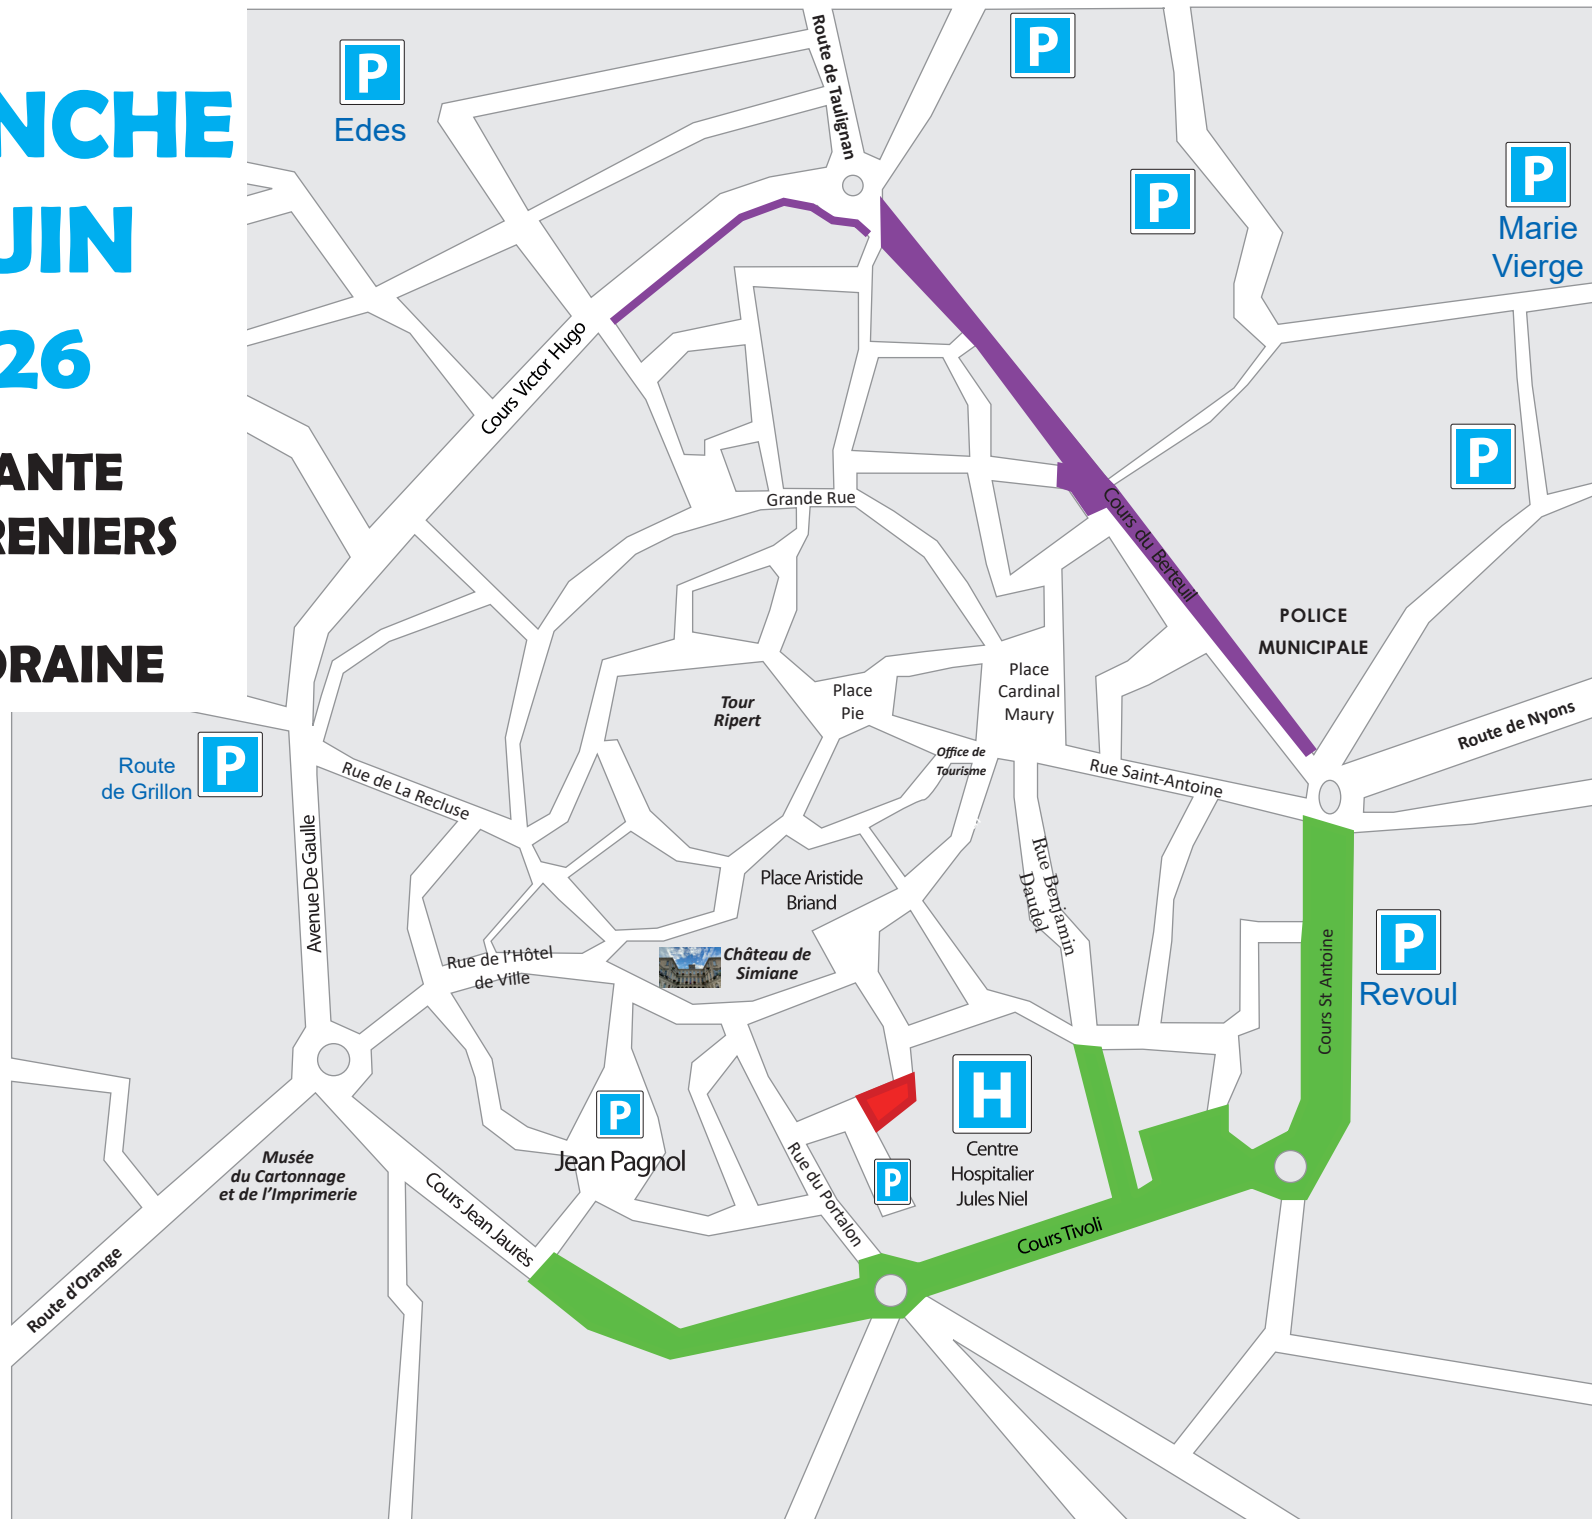 NCHE
UIN
26
ANTE
RENIERS
ORAINE
P
Edes
Route de Taulignan
P
P
P
Marie
Vierge
P
Cours Victor Hugo
Grande Rue
Cours du Berteuil
POLICE
MUNICIPALE
Place
Cardinal
Maury
Place
Pie
Tour
Ripert
Office de
Tourisme
Route de Nyons
Rue Saint-Antoine
Route
de Grillon
P
Rue de La Recluse
Avenue De Gaulle
Place Aristide
Briand
Rue Benjamin
Daudel
Château de
Simiane
Rue de l'Hôtel
de Ville
Cours St Antoine
P
Revoul
H
Centre
Hospitalier
Jules Niel
P
Jean Pagnol
P
Rue du Portalon
Musée
du Cartonnage
et de l'Imprimerie
Cours Jean Jaurès
Cours Tivoli
Route d'Orange